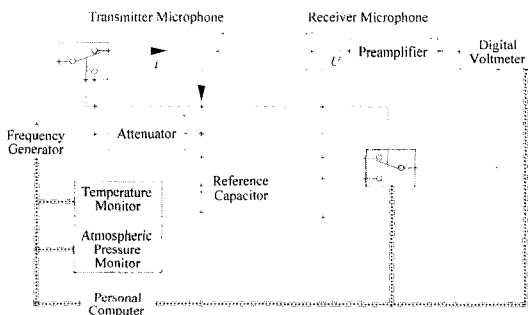 Transmitter Microphone
Receiver Microphone
i
U
Preamplifier
Digital
Voltmeter
Attenuator
Frequency
Generator
Reference
Capacitor
Temperature
Monitor
Atmospheric
Pressure
Monitor
Personal
Computer